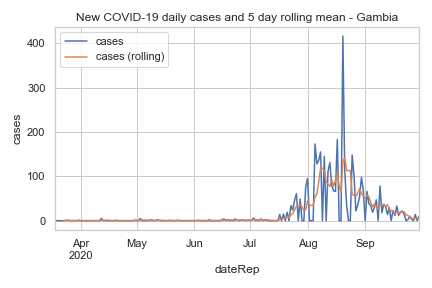 New COVID-19 daily cases and 5 day rolling mean - Gambia
cases
cases (rolling)
400
300
200
100
0
cases
Apr
2020
May
Jun
Jul
Aug
Sep
dateRep